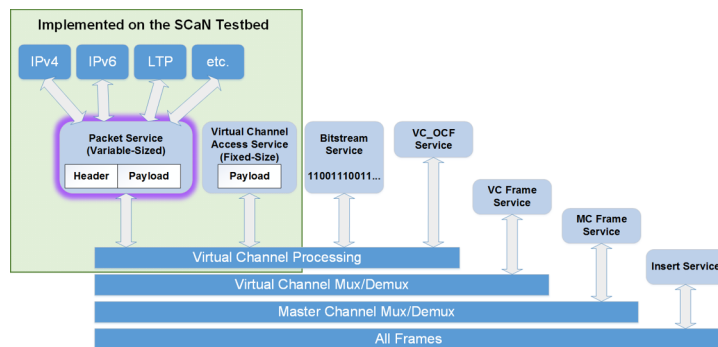 Implemented on the SCaN Testbed
IPv4
IPv6
LTP
etc.
Packet Service
(Variable-Sized)
Header
Payload
Virtual Channel
Access Service
(Fixed-Size)
Payload
Bitstream
Service
11001110011...
VC_OCF
Service
VC Frame
Service
MC Frame
Service
Insert Service
Virtual Channel Processing
Virtual Channel Mux/Demux
Master Channel Mux/Demux
All Frames